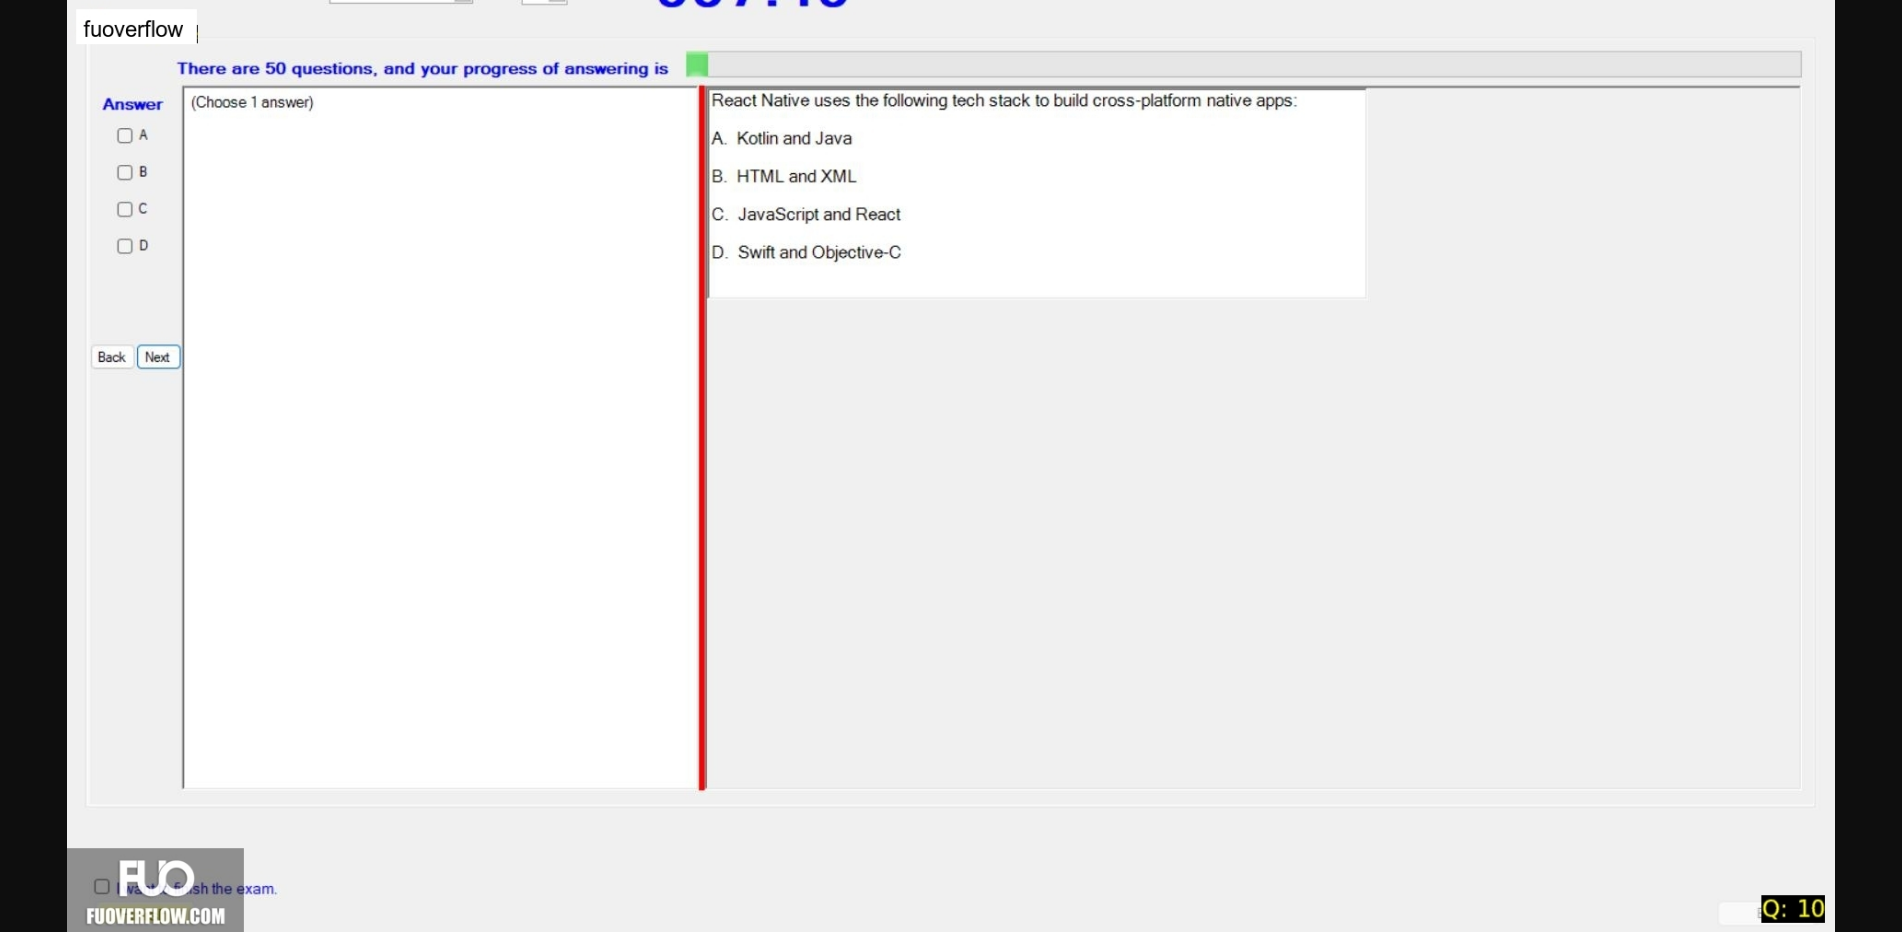 fuoverflow
There are 50 questions, and your progress of answering is
Answer
(Choose 1 answer)
A
B
C
D
Back
Next
React Native uses the following tech stack to build cross-platform native apps:
A. Kotlin and Java
B. HTML and XML
C. JavaScript and React
D. Swift and Objective-C
FUO
sh the exam.
FUOVERFLOW.COM
Q: 10